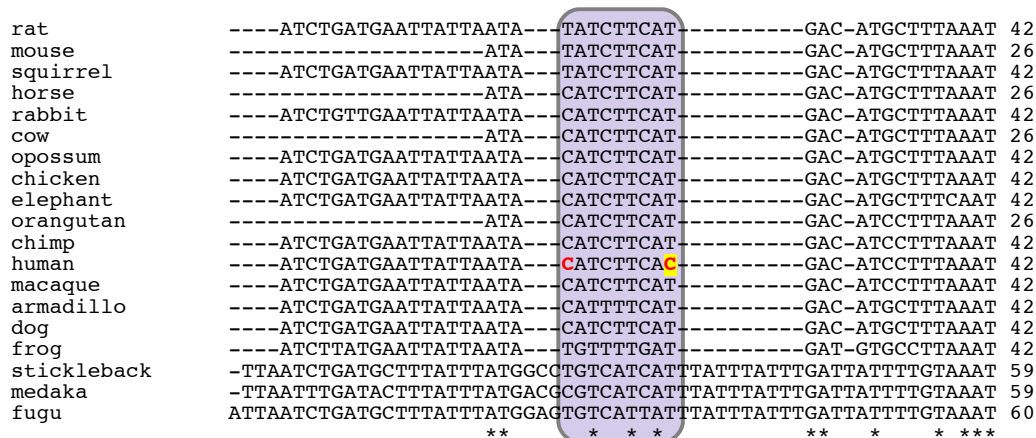 rat ----ATCTGATGAATTATTAATA---TATCTTCAT----------GAC-ATGCTTTAAAT 42
mouse --------------------ATA---TATCTTCAT----------GAC-ATGCTTTAAAT 26
squirrel ----ATCTGATGAATTATTAATA---TATCTTCAT----------GAC-ATGCTTTAAAT 42
horse --------------------ATA---CATCTTCAT----------GAC-ATGCTTTAAAT 26
rabbit ----ATCTGTTGAATTATTAATA---CATCTTCAT----------GAC-ATGCTTTAAAT 42
cow --------------------ATA---CATCTTCAT----------GAC-ATGCTTTAAAT 26
opossum ----ATCTGATGAATTATTAATA---CATCTTCAT----------GAC-ATGCTTTAAAT 42
chicken ----ATCTGATGAATTATTAATA---CATCTTCAT----------GAC-ATGCTTTAAAT 42
elephant ----ATCTGATGAATTATTAATA---CATCTTCAT----------GAC-ATGCTTTCAAT 42
orangutan --------------------ATA---CATCTTCAT----------GAC-ATCCTTTAAAT 26
chimp ----ATCTGATGAATTATTAATA---CATCTTCAT----------GAC-ATCCTTTAAAT 42
human ----ATCTGATGAATTATTAATA---CATCTTCAC----------GAC-ATCCTTTAAAT 42
macaque ----ATCTGATGAATTATTAATA---CATCTTCAT----------GAC-ATCCTTTAAAT 42
armadillo ----ATCTGATGAATTATTAATA---CATTTTCAT----------GAC-ATGCTTTAAAT 42
dog ----ATCTGATGAATTATTAATA---CATCTTCAT----------GAC-ATGCTTTAAAT 42
frog ----ATCTTATGAATTATTAATA---TGTTTTGAT----------GAT-GTGCCTTAAAT 42
stickleback -TTAATCTGATGCTTTATTTATGGCCTGTCATCATTTATTTATTTGATTATTTTGTAAAT 59
medaka -TTAATTTGATACTTTATTTATGACGCGTCATCATTTATTTATTTGATTATTTTGTAAAT 59
fugu ATTAATCTGATGCTTTATTTATGGAGTGTCATTATTTATTTATTTGATTATTTTGTAAAT 60
** * * * ** * * ***